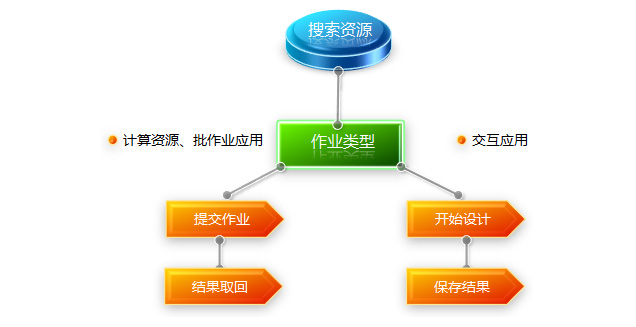 搜索资源
计算资源、批作业应用
作业类型
交互应用
提交作业
开始设计
结果取回
保存结果